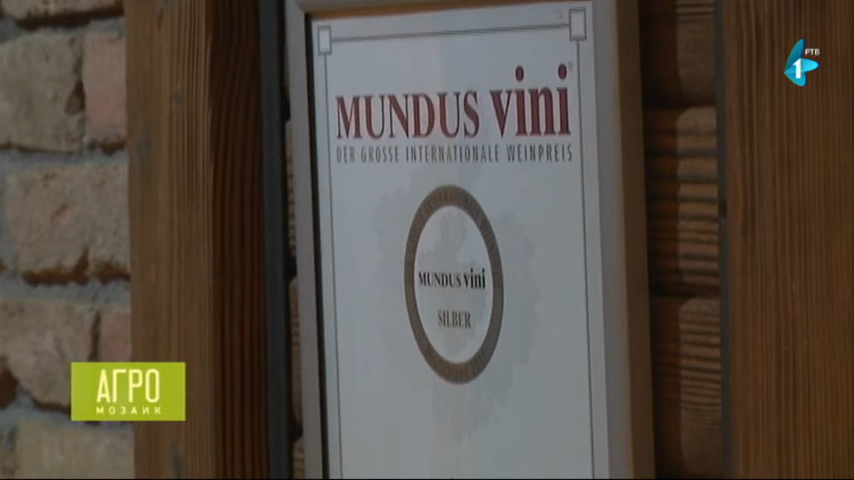 MUNDUS vini
DER GROSSE INTERNATIONALE WEINPREIS
MUNDUS vini
SILBER
АГРО
МОЗАИК
РТВ
1